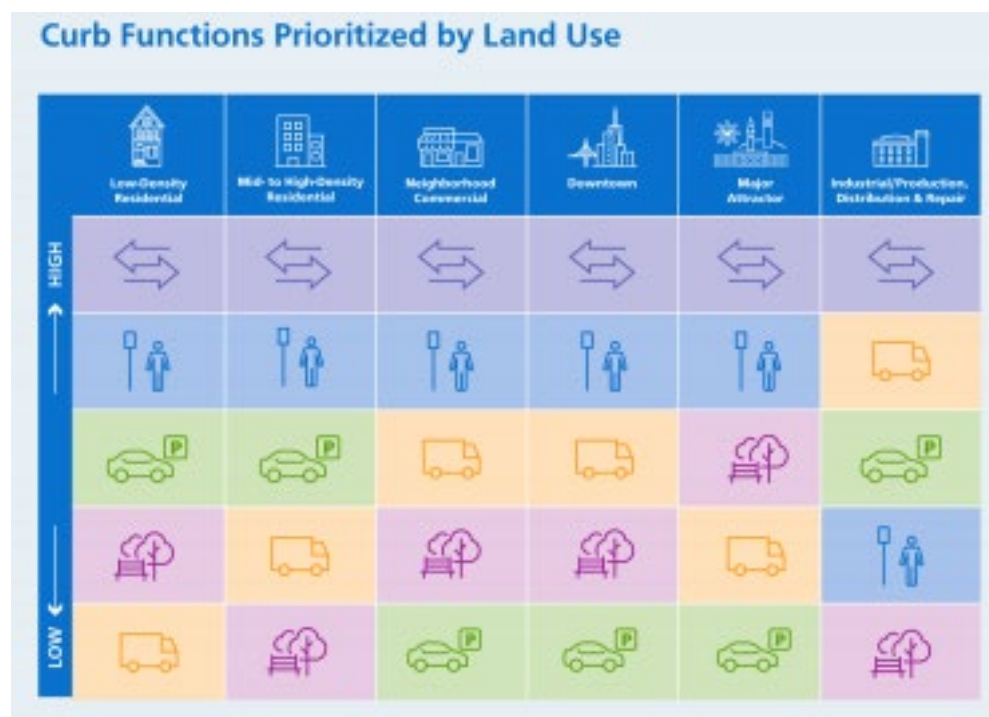 Curb Functions Prioritized by Land Use
Low-Density
Residential
Mid- to High-Density
Residential
Neighborhood
Commercial
Downtown
Major
Attractor
Industrial/Production,
Distribution & Repair
HIGH
P
P
P
P
P
P
LOW